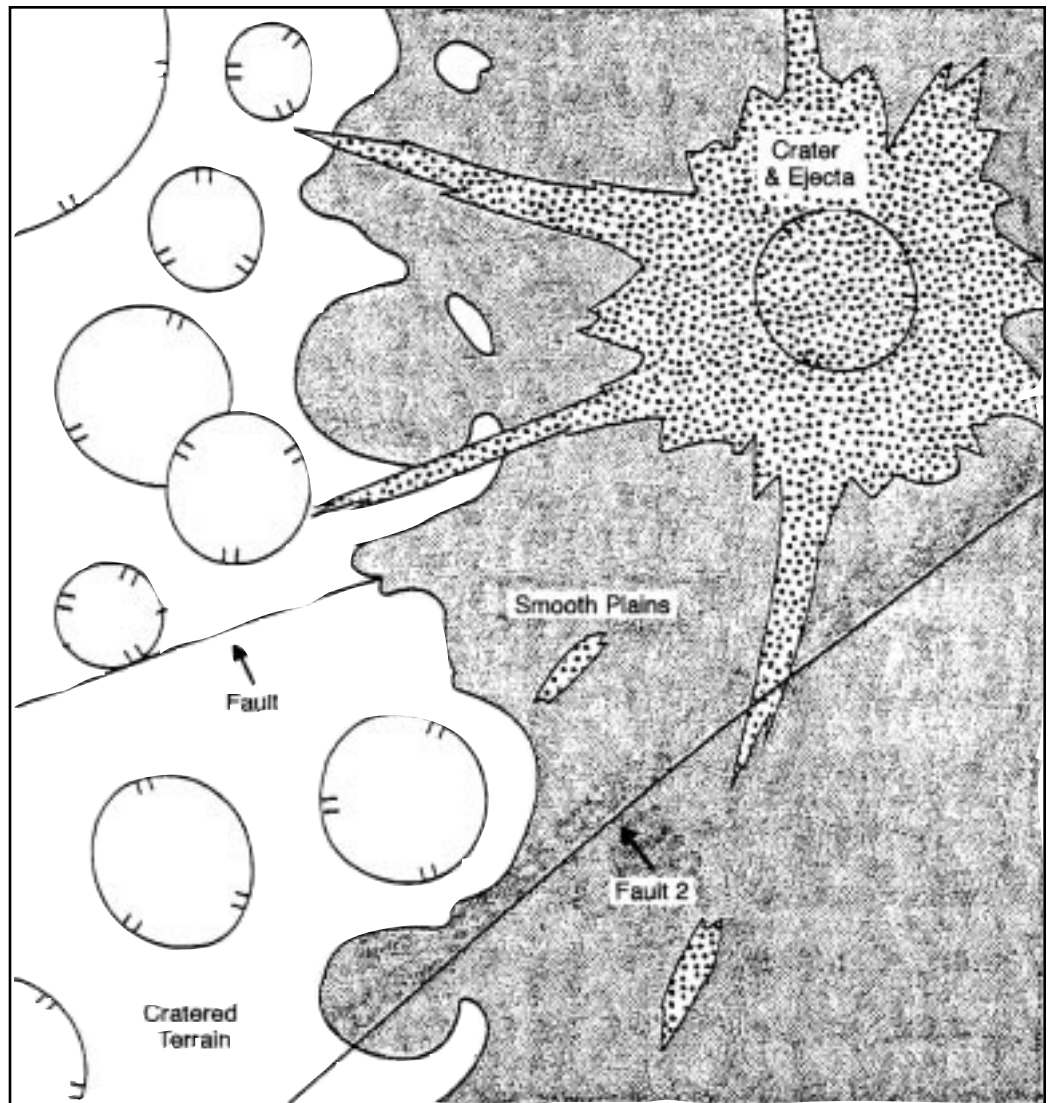 Crater
& Ejecta
Smooth Plains
Fault
Fault 2
Cratered
Terrain